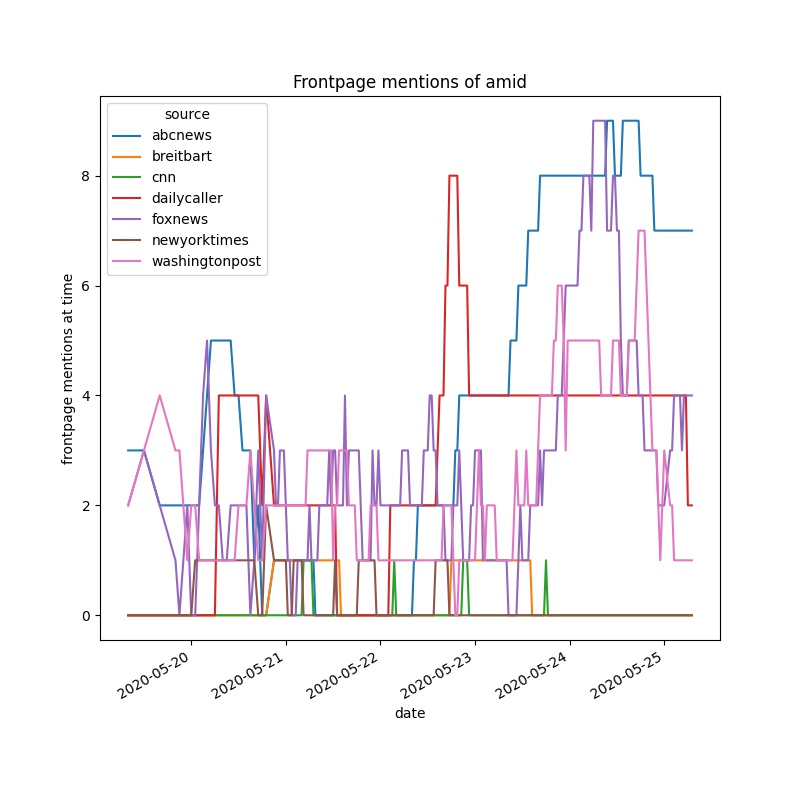 Frontpage mentions of amid
source
abcnews
breitbart
cnn
dailycaller
foxnews
newyorktimes
washingtonpost
frontpage mentions at time
8
6
4
2
0
2020-05-20
2020-05-21
2020-05-22
2020-05-23
2020-05-24
2020-05-25
date